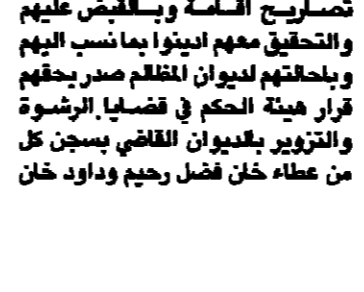 تصاريح اقامة وبالقبض عليهم
والتحقيق معهم ادينوا بما نسب اليهم
وباحالتهم لديوان المظالم صدر بحقهم
قرار هيئة الحكم في قضايا الرشوة
والتزوير بالديوان القاضي بسجن كل
من عطاء خان فضل رحيم وداود خان